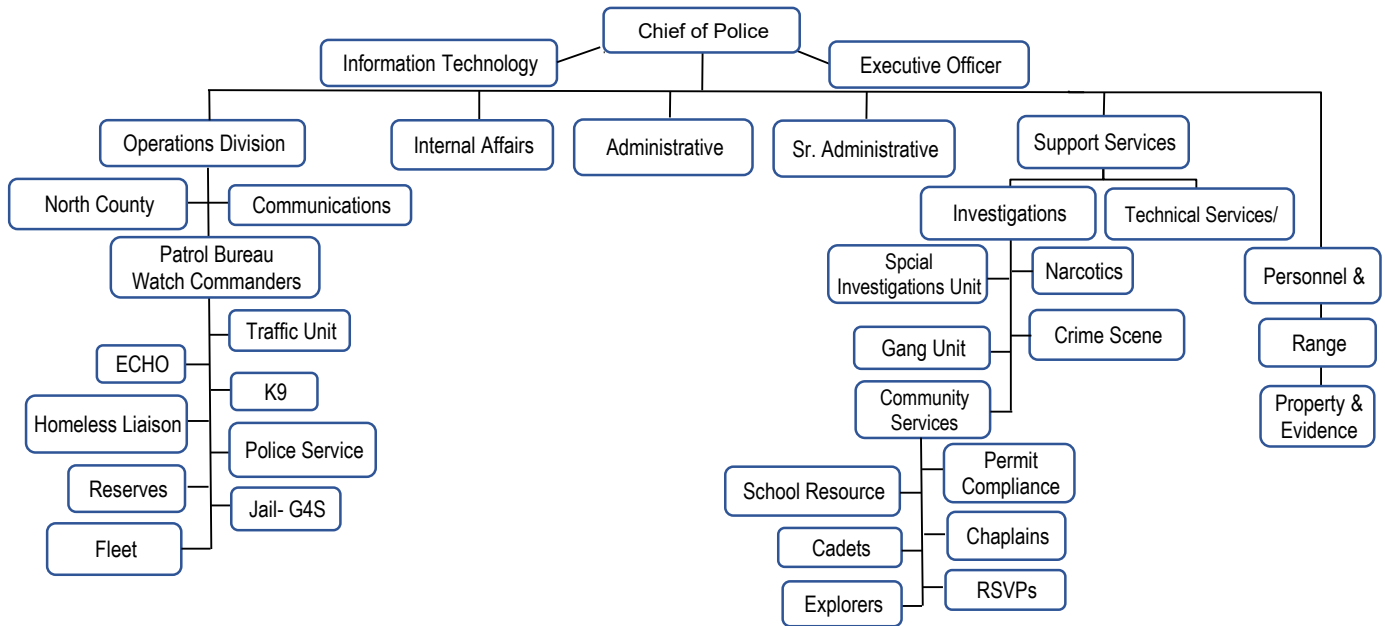 Chief of Police
Information Technology
Executive Officer
Operations Division
Internal Affairs
Administrative
Sr. Administrative
Support Services
North County
Communications
Investigations
Technical Services/
Patrol Bureau
Watch Commanders
Spcial
Investigations Unit
Narcotics
Personnel &
Traffic Unit
Crime Scene
Gang Unit
Range
ECHO
K9
Community
Services
Property &
Evidence
Homeless Liaison
Police Service
Permit
Compliance
School Resource
Reserves
Jail- G4S
Chaplains
Cadets
Fleet
RSVPs
Explorers